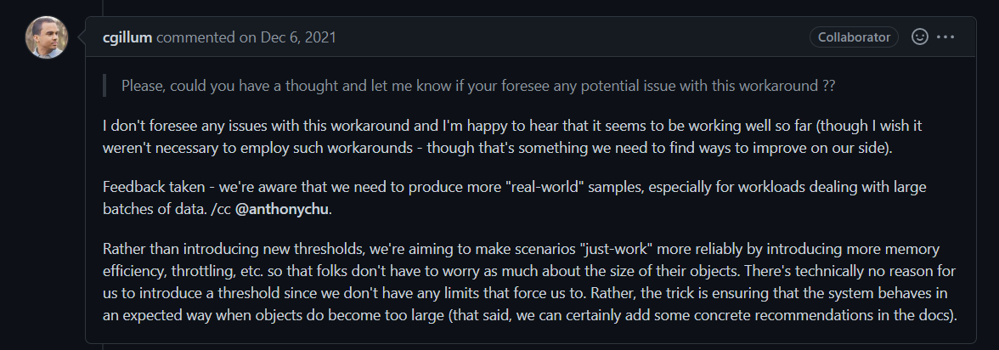 cgillum commented on Dec 6, 2021
Collaborator
Please, could you have a thought and let me know if your foresee any potential issue with this workaround ??
I don't foresee any issues with this workaround and I'm happy to hear that it seems to be working well so far (though I wish it
weren't necessary to employ such workarounds - though that's something we need to find ways to improve on our side).
Feedback taken - we're aware that we need to produce more "real-world" samples, especially for workloads dealing with large
batches of data. /cc @anthonychu.
Rather than introducing new thresholds, we're aiming to make scenarios "just-work" more reliably by introducing more memory
efficiency, throttling, etc. so that folks don't have to worry as much about the size of their objects. There's technically no reason for
us to introduce a threshold since we don't have any limits that force us to. Rather, the trick is ensuring that the system behaves in
an expected way when objects do become too large (that said, we can certainly add some concrete recommendations in the docs).